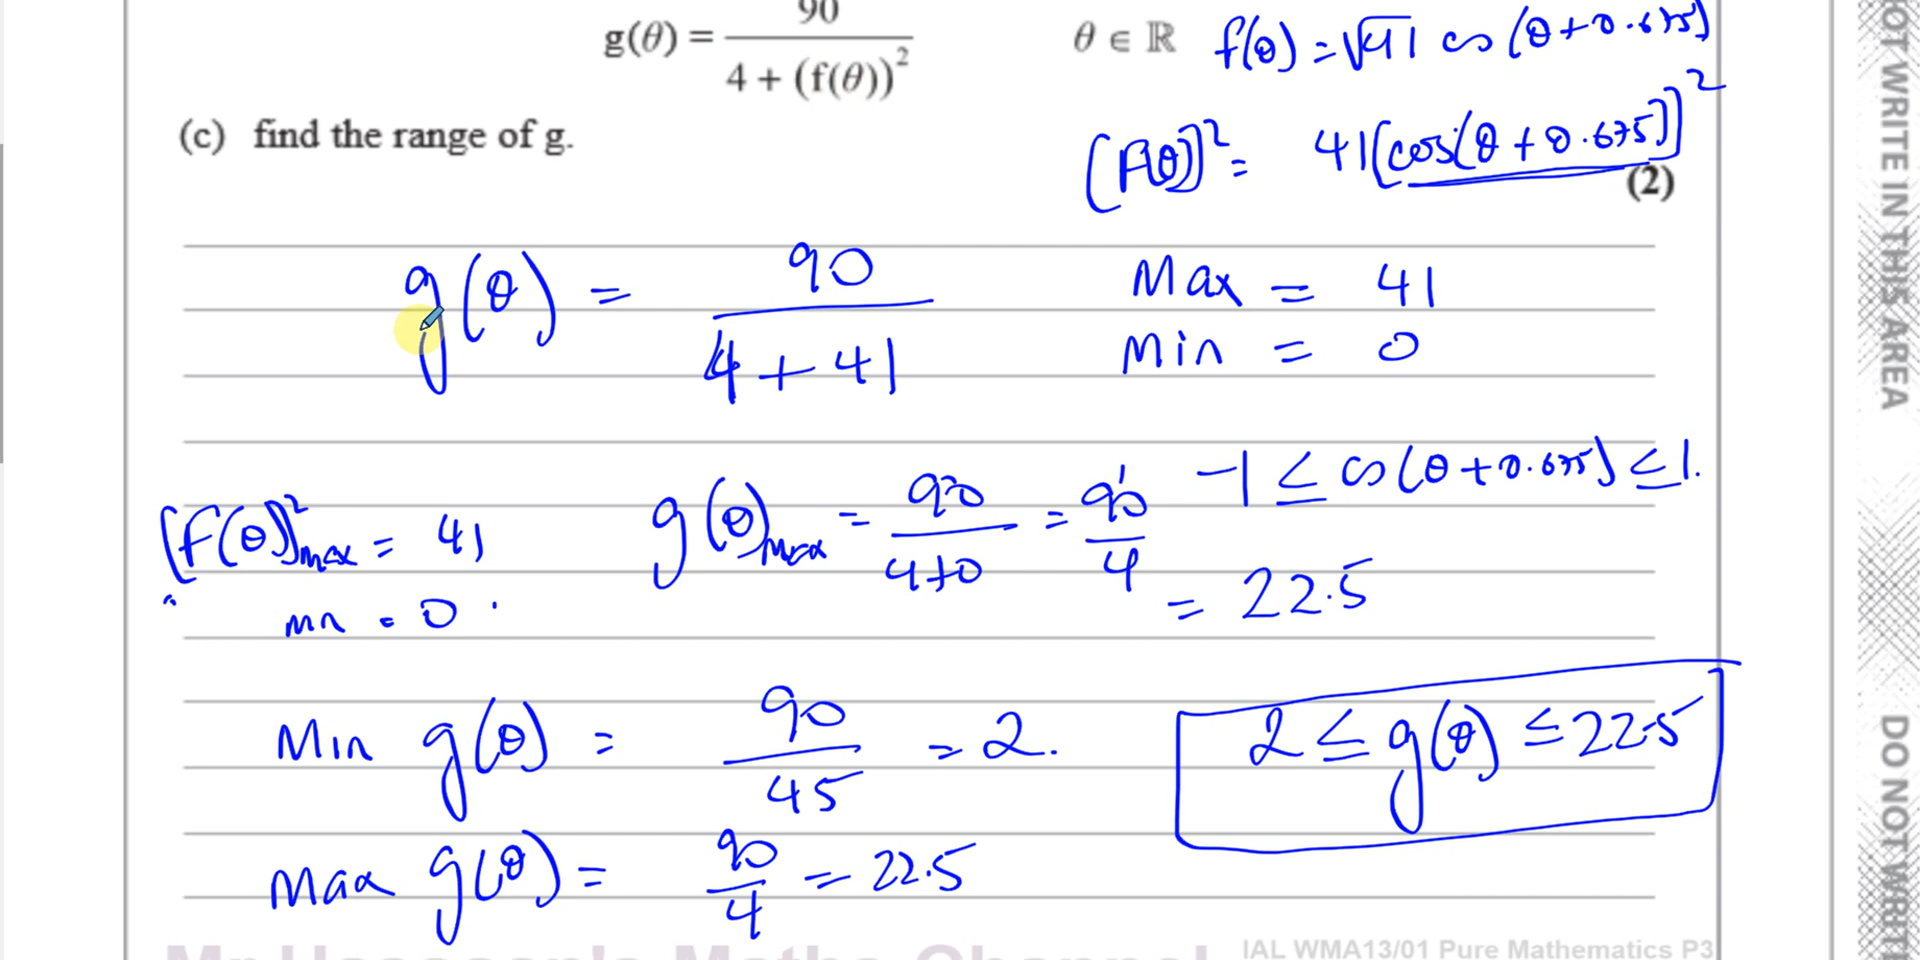 g(θ) = 90 / (4 + (f(θ))²)   θ ∈ ℝ
f(θ) = √41 cos(θ+0.675)
(c) find the range of g.
[f(θ)]² = 41[cos(θ+0.675)]²
(2)
g(θ) = 90 / (4 + 41)
Max = 41
Min = 0
-1 ≤ cos(θ+0.675) ≤ 1.
[f(θ)]²max = 41
min = 0.
g(θ)max = 90 / (4+0) = 90 / 4
= 22.5
Min g(θ) = 90 / 45 = 2.
2 ≤ g(θ) ≤ 22.5
Max g(θ) = 90 / 4 = 22.5
IAL WMA13/01 Pure Mathematics P3
NOT WRITE IN THIS AREA
DO NOT WRIT